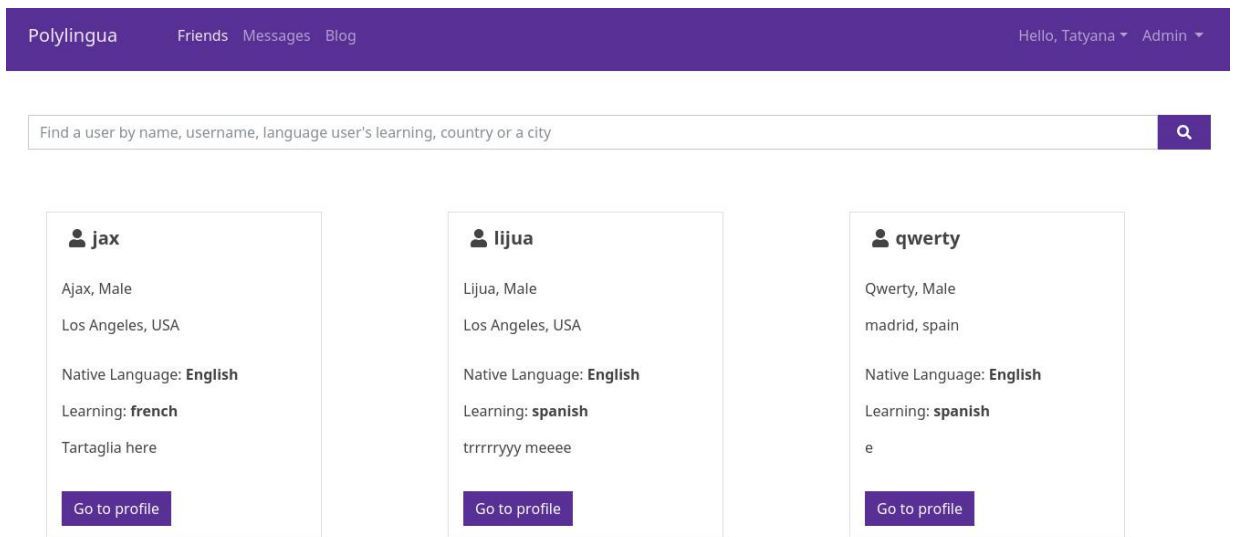 Polylingua Friends Messages Blog Hello, Tatyana Admin
Find a user by name, username, language user's learning, country or a city
jax
Ajax, Male
Los Angeles, USA
Native Language: English
Learning: french
Tartaglia here
Go to profile
lijua
Lijua, Male
Los Angeles, USA
Native Language: English
Learning: spanish
trrrrryyy meeee
Go to profile
qwerty
Qwerty, Male
madrid, spain
Native Language: English
Learning: spanish
e
Go to profile